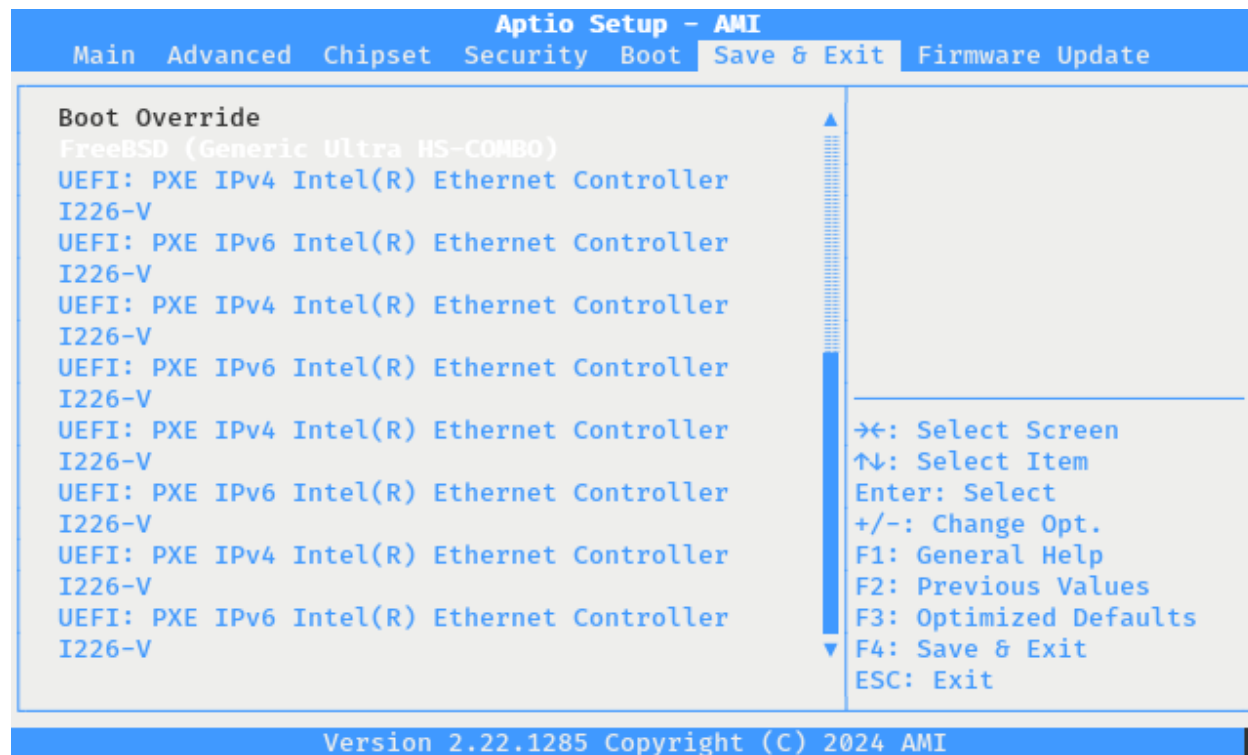 Aptio Setup – AMI
Main Advanced Chipset Security Boot Save & Exit Firmware Update
Boot Override
FreeBSD (Generic Ultra HS-COMBO)
UEFI: PXE IPv4 Intel(R) Ethernet Controller
I226-V
UEFI: PXE IPv6 Intel(R) Ethernet Controller
I226-V
UEFI: PXE IPv4 Intel(R) Ethernet Controller
I226-V
UEFI: PXE IPv6 Intel(R) Ethernet Controller
I226-V
UEFI: PXE IPv4 Intel(R) Ethernet Controller
I226-V
UEFI: PXE IPv6 Intel(R) Ethernet Controller
I226-V
UEFI: PXE IPv4 Intel(R) Ethernet Controller
I226-V
UEFI: PXE IPv6 Intel(R) Ethernet Controller
I226-V
→←: Select Screen
↑↓: Select Item
Enter: Select
+/-: Change Opt.
F1: General Help
F2: Previous Values
F3: Optimized Defaults
F4: Save & Exit
ESC: Exit
Version 2.22.1285 Copyright (C) 2024 AMI